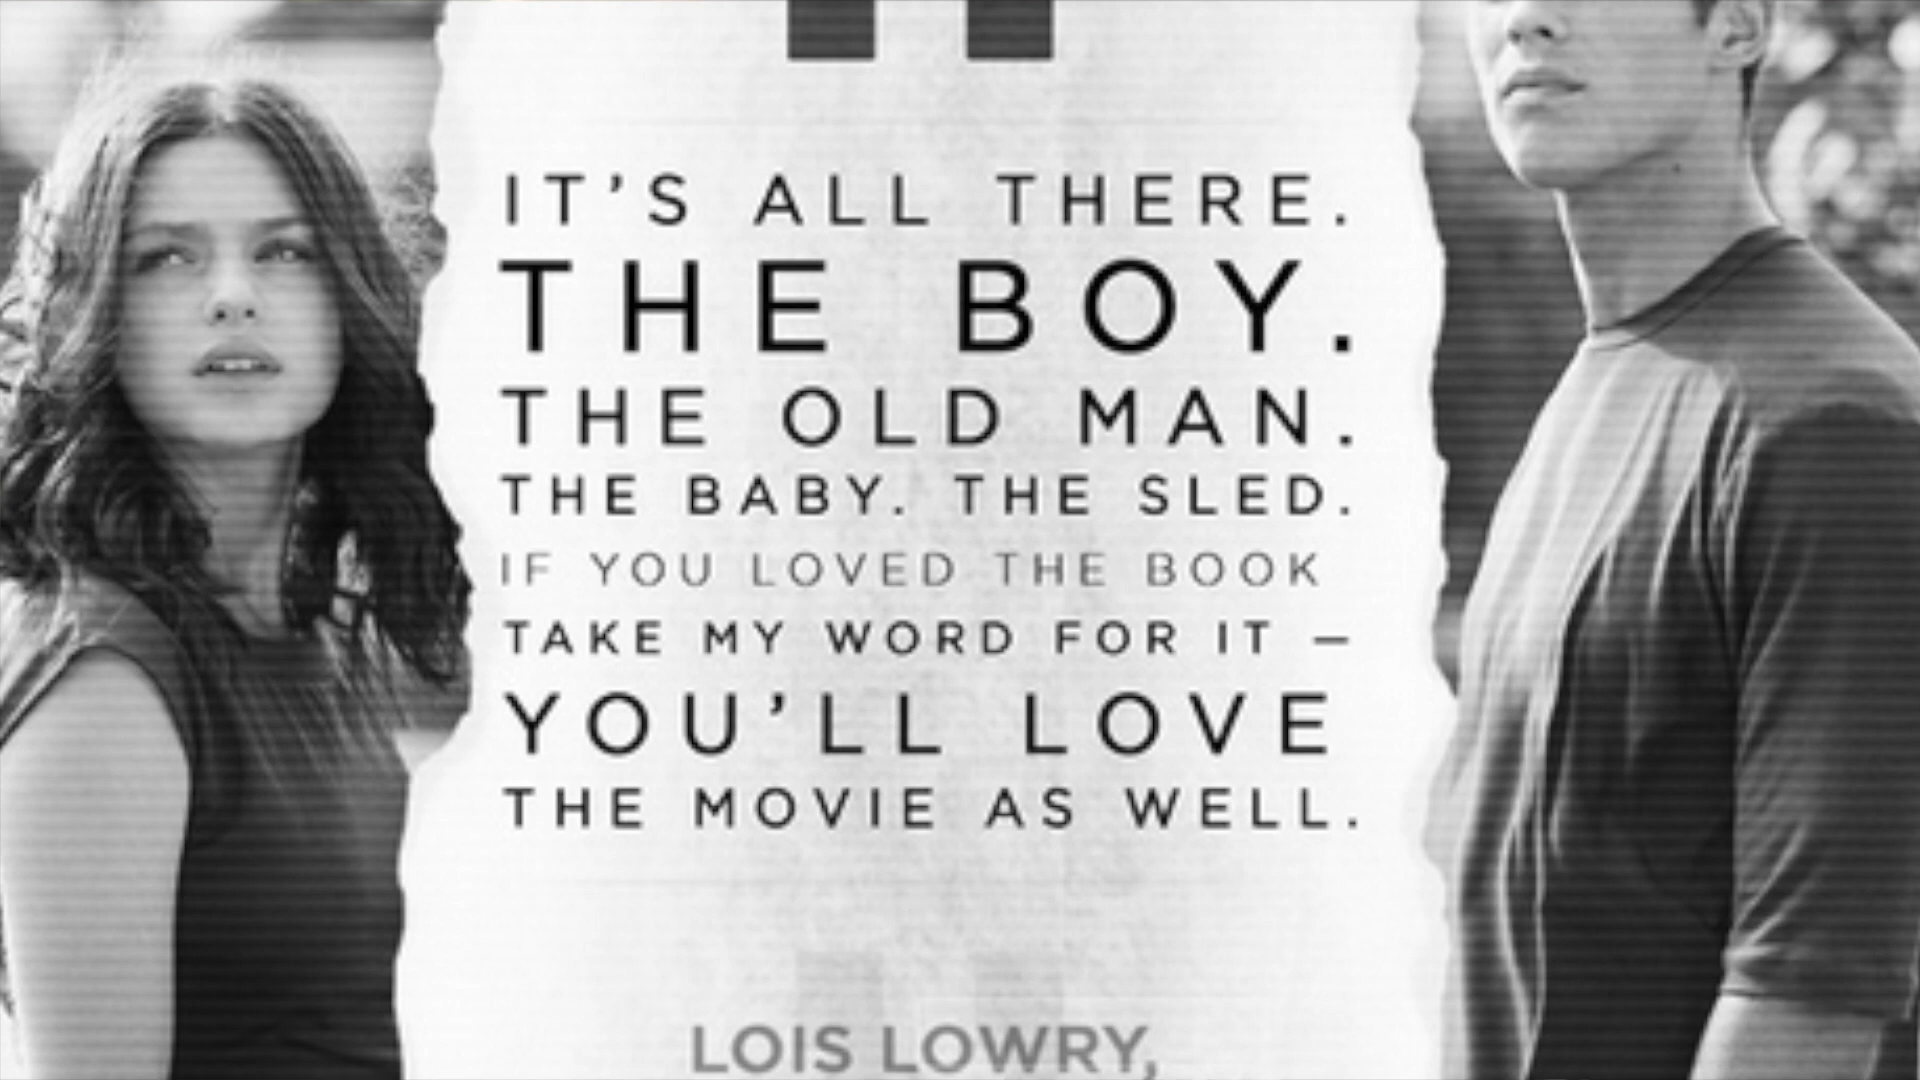 IT’S ALL THERE.
THE BOY.
THE OLD MAN.
THE BABY. THE SLED.
IF YOU LOVED THE BOOK
TAKE MY WORD FOR IT —
YOU’LL LOVE
THE MOVIE AS WELL.
LOIS LOWRY,